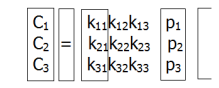 C₁ k₁₁k₁₂k₁₃ p₁
C₂ = k₂₁k₂₂k₂₃ p₂
C₃ k₃₁k₃₂k₃₃ p₃